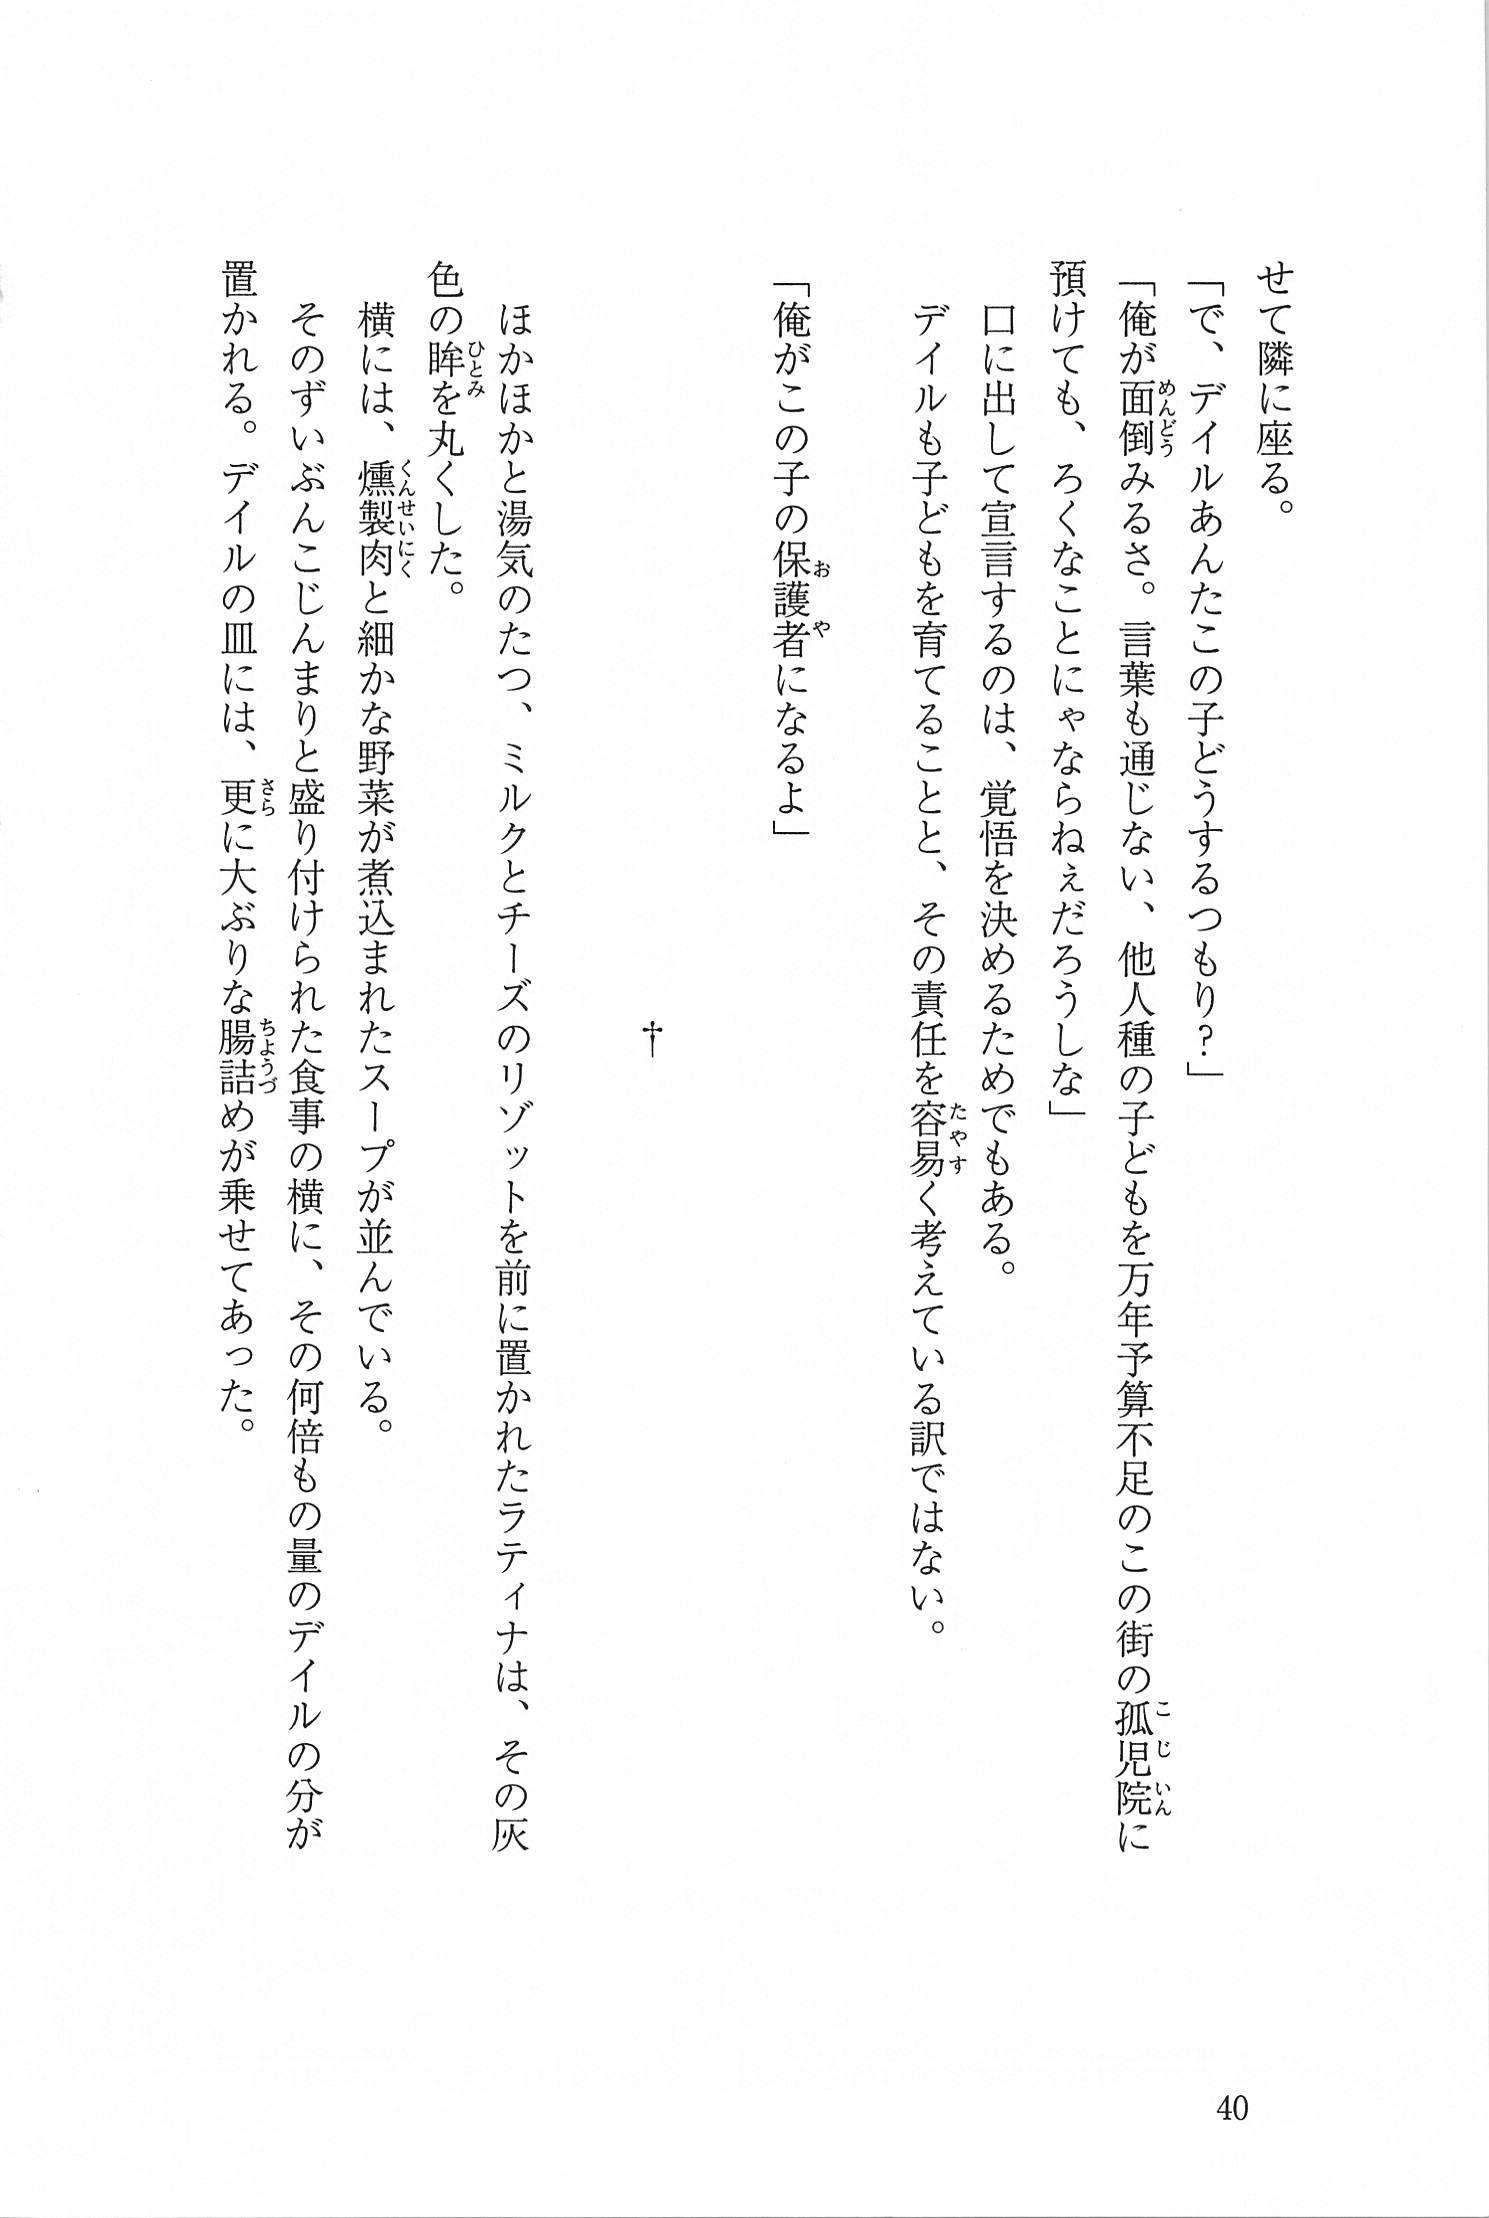 せて隣に座る。
「で、デイルあんたこの子どうするつもり?」
「俺が面倒みるさ。言葉も通じない、他人種の子どもを万年予算不足のこの街の孤児院に
預けても、ろくなことにゃならねぇだろうしな」
口に出して宣言するのは、覚悟を決めるためでもある。
デイルも子どもを育てることと、その責任を容易く考えている訳ではない。
「俺がこの子の保護者になるよ」
†
ほかほかと湯気のたつ、ミルクとチーズのリゾットを前に置かれたラティナは、その灰
色の眸を丸くした。
横には、燻製肉と細かな野菜が煮込まれたスープが並んでいる。
そのずいぶんこじんまりと盛り付けられた食事の横に、その何倍もの量のデイルの分が
置かれる。デイルの皿には、更に大ぶりな腸詰めが乗せてあった。
40